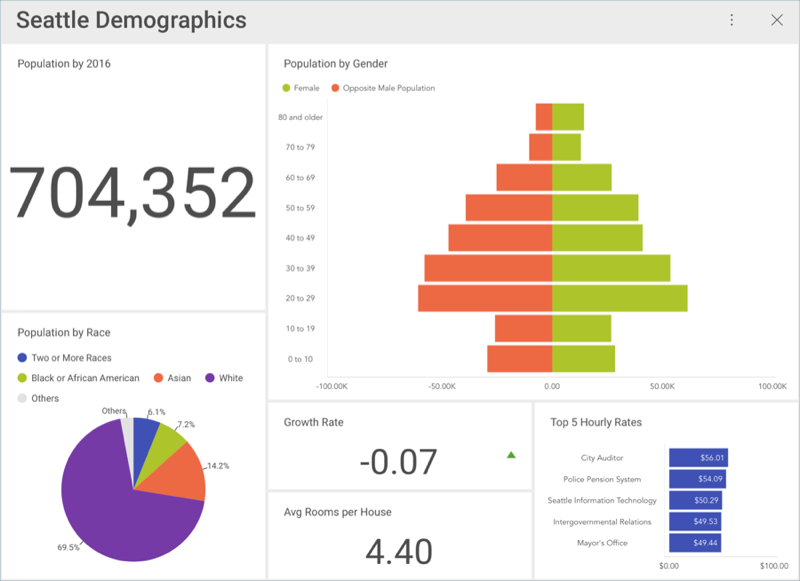 Seattle Demographics
Population by 2016
704,352
Population by Gender
Female
Opposite Male Population
80 and older
70 to 79
60 to 69
50 to 59
40 to 49
30 to 39
20 to 29
10 to 19
0 to 10
-100.00K
-50.00K
0.00
50.00K
100.00K
Population by Race
Two or More Races
Black or African American
Asian
White
Others
Others
6.1%
7.2%
14.2%
69.5%
Growth Rate
-0.07
Avg Rooms per House
4.40
Top 5 Hourly Rates
City Auditor
$56.01
Police Pension System
$54.09
Seattle Information Technology
$50.29
Intergovernmental Relations
$49.53
Mayor's Office
$49.44
$0.00
$100.00